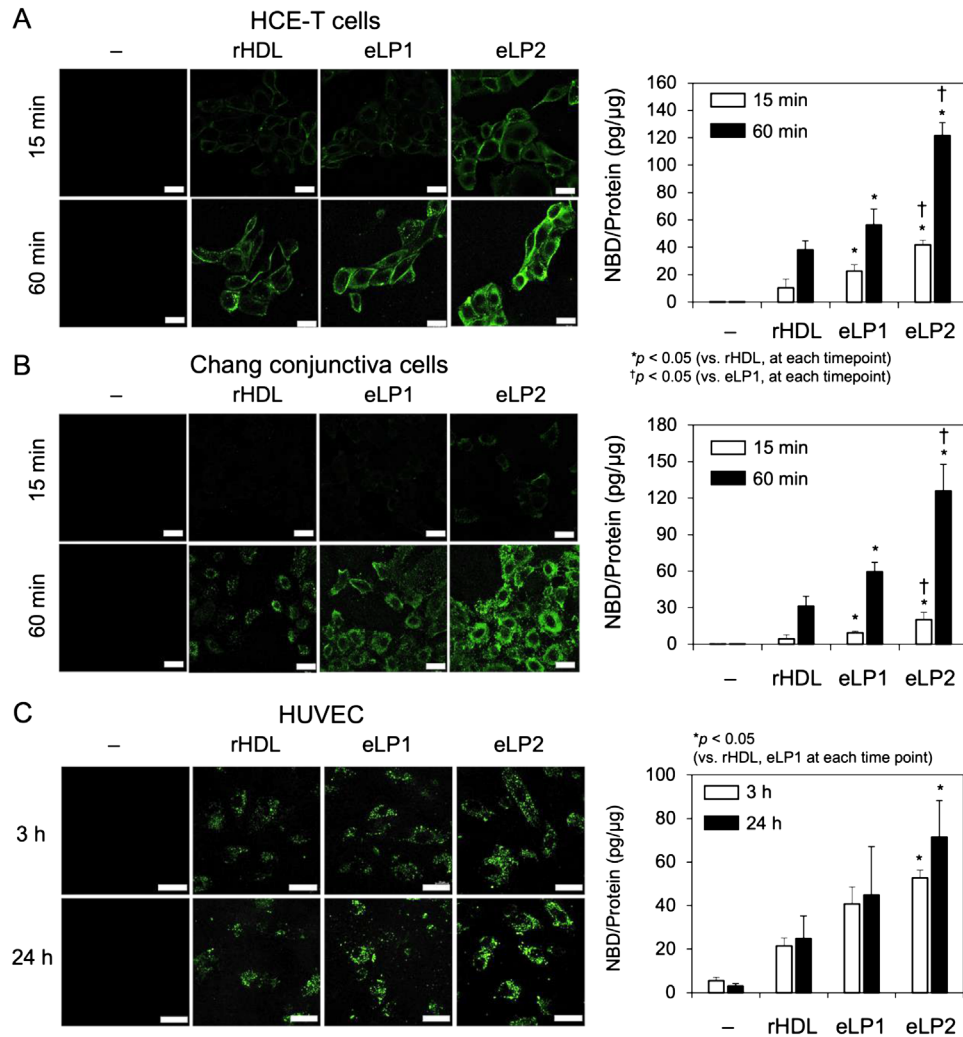 A
HCE-T cells
– rHDL eLP1 eLP2
15 min
60 min
NBD/Protein (pg/µg)
160
140
120
100
80
60
40
20
0
15 min
60 min
*
*
†
*
*
†
*
– rHDL eLP1 eLP2
*p < 0.05 (vs. rHDL, at each timepoint)
†p < 0.05 (vs. eLP1, at each timepoint)
B
Chang conjunctiva cells
– rHDL eLP1 eLP2
15 min
60 min
NBD/Protein (pg/µg)
180
150
120
90
60
30
0
15 min
60 min
*
*
†
*
†
*
– rHDL eLP1 eLP2
C
HUVEC
– rHDL eLP1 eLP2
3 h
24 h
*p < 0.05
(vs. rHDL, eLP1 at each time point)
NBD/Protein (pg/µg)
100
80
60
40
20
0
3 h
24 h
*
*
– rHDL eLP1 eLP2